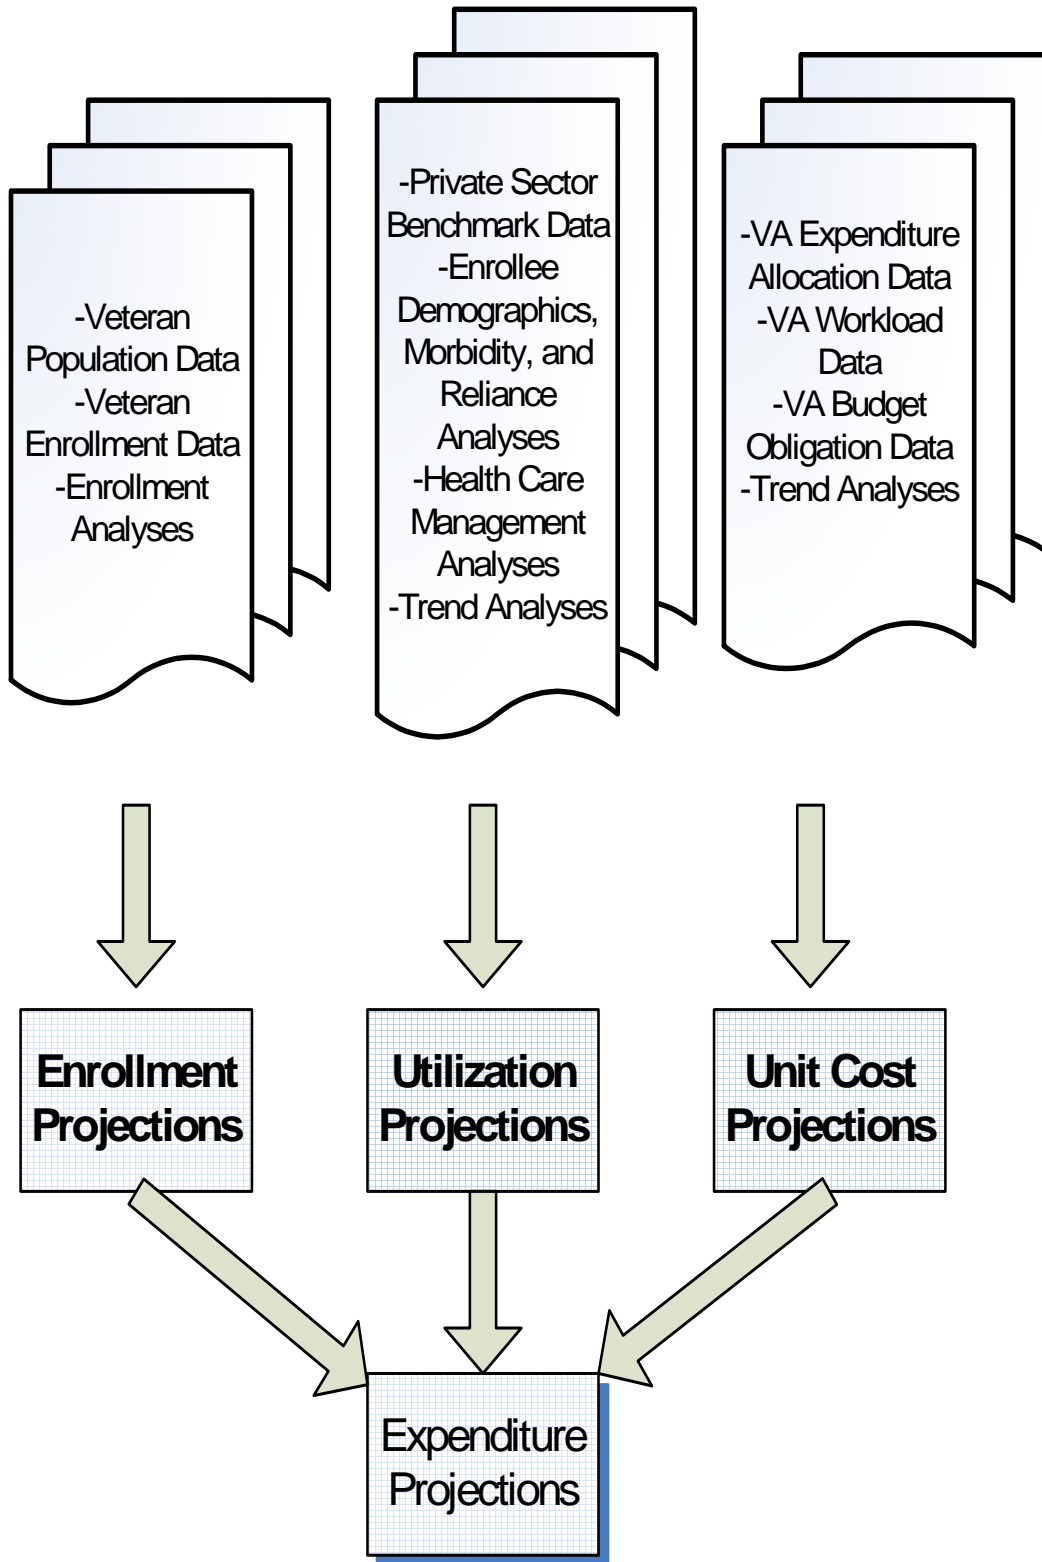 -Veteran
Population Data
-Veteran
Enrollment Data
-Enrollment
Analyses
-Private Sector
Benchmark Data
-Enrollee
Demographics,
Morbidity, and
Reliance
Analyses
-Health Care
Management
Analyses
-Trend Analyses
-VA Expenditure
Allocation Data
-VA Workload
Data
-VA Budget
Obligation Data
-Trend Analyses
Enrollment
Projections
Utilization
Projections
Unit Cost
Projections
Expenditure
Projections